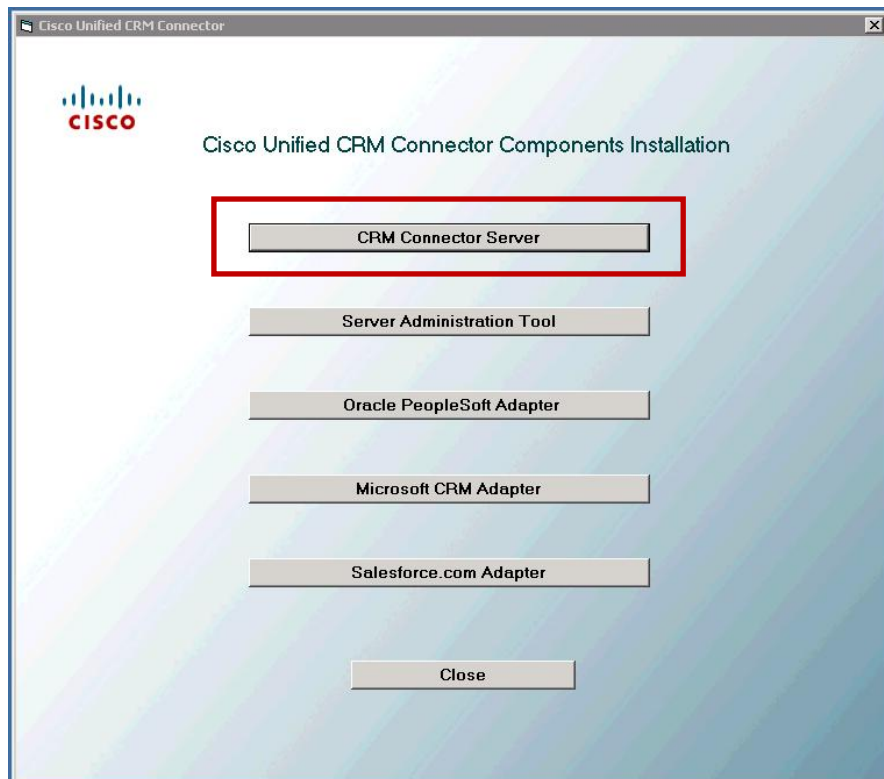 Cisco Unified CRM Connector
CISCO
Cisco Unified CRM Connector Components Installation
CRM Connector Server
Server Administration Tool
Oracle PeopleSoft Adapter
Microsoft CRM Adapter
Salesforce.com Adapter
Close